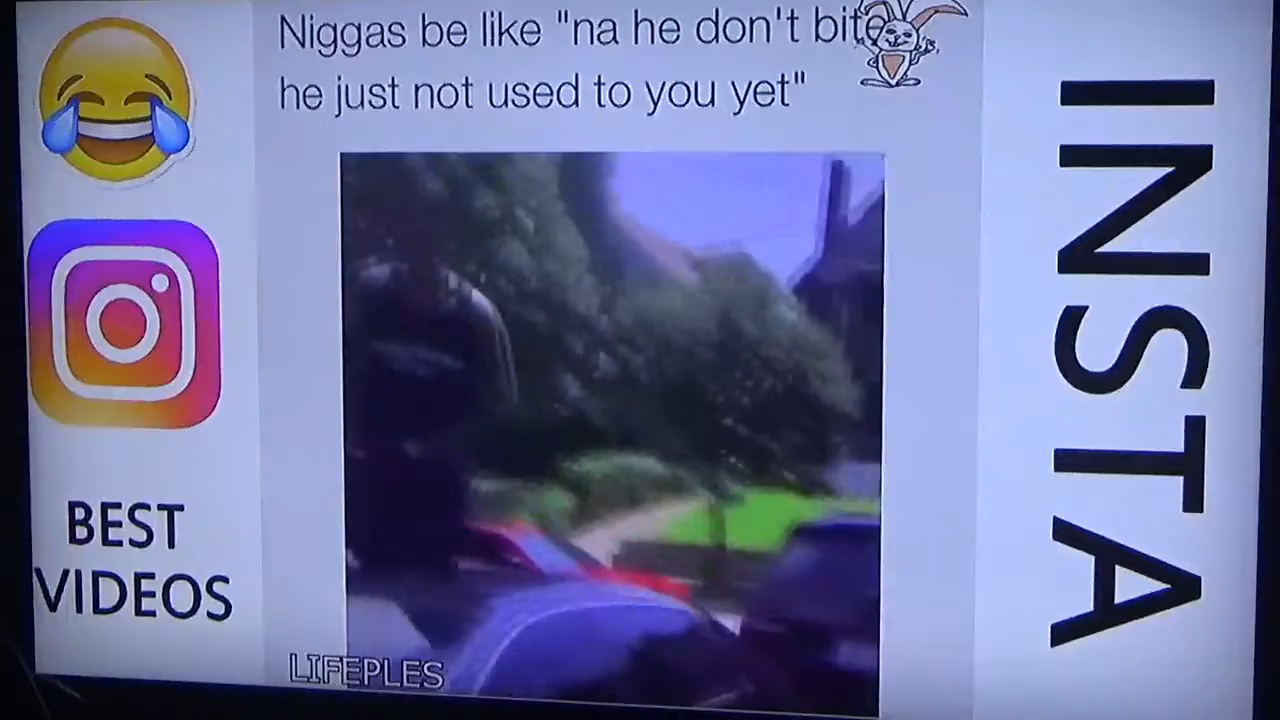 Niggas be like "na he don't bite
he just not used to you yet"
BEST
VIDEOS
LIFEPLES
INSTA